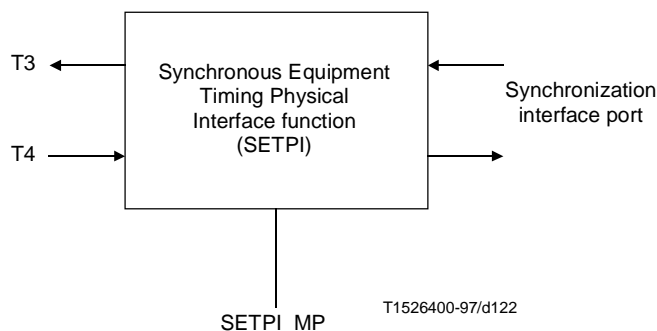 T3
Synchronous Equipment
Timing Physical
Interface function
(SETPI)
Synchronization
interface port
T4
T1526400-97/d122
SETPI_MP